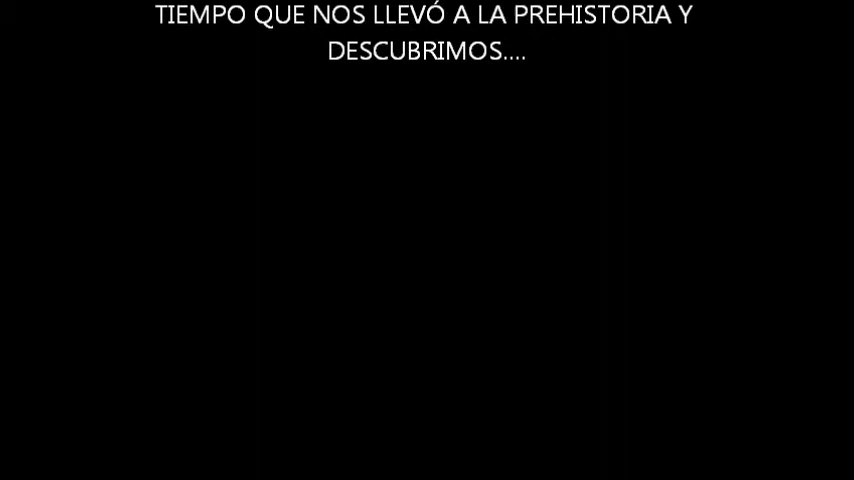 TIEMPO QUE NOS LLEVÓ A LA PREHISTORIA Y
DESCUBRIMOS....